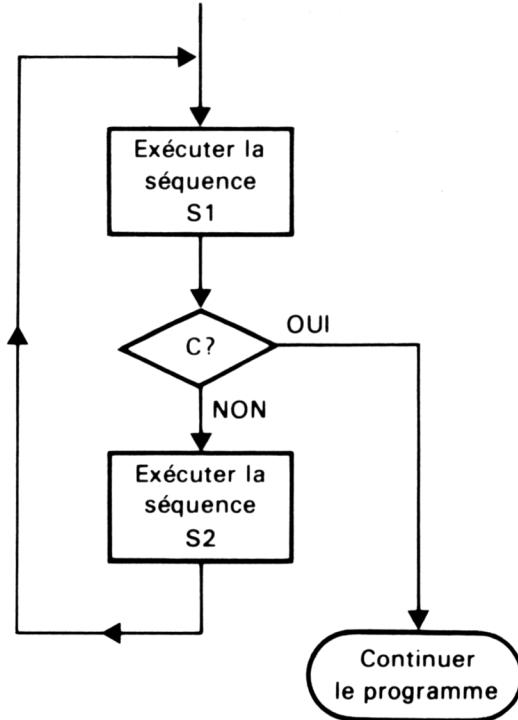 Exécuter la
séquence
S1
C?
OUI
NON
Exécuter la
séquence
S2
Continuer
le programme